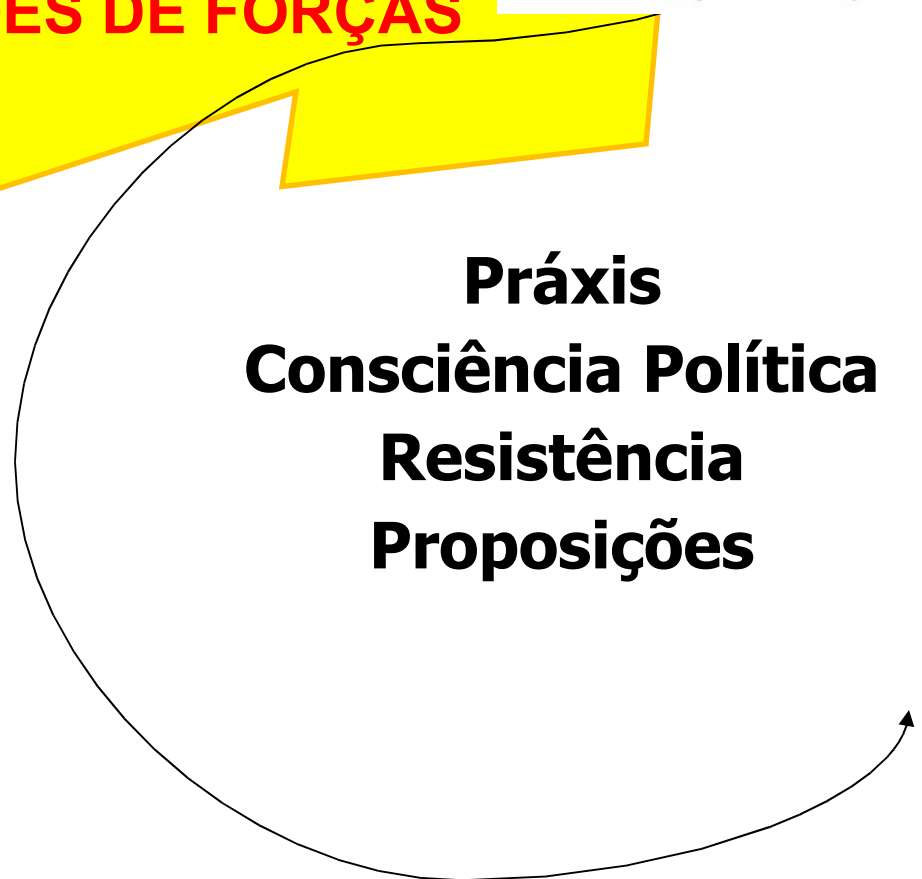 ES DE FORÇAS
Práxis
Consciência Política
Resistência
Proposições